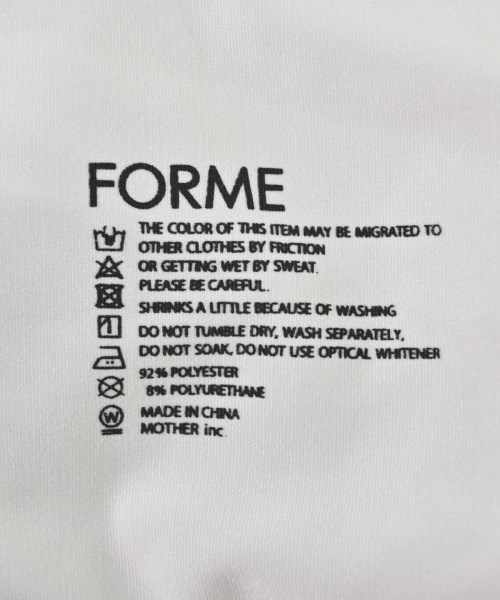 FORME
THE COLOR OF THIS ITEM MAY BE MIGRATED TO
OTHER CLOTHES BY FRICTION
OR GETTING WET BY SWEAT.
PLEASE BE CAREFUL.
SHRINKS A LITTLE BECAUSE OF WASHING
DO NOT TUMBLE DRY, WASH SEPARATELY,
DO NOT SOAK, DO NOT USE OPTICAL WHITENER
92% POLYESTER
8% POLYURETHANE
W MADE IN CHINA
MOTHER inc.